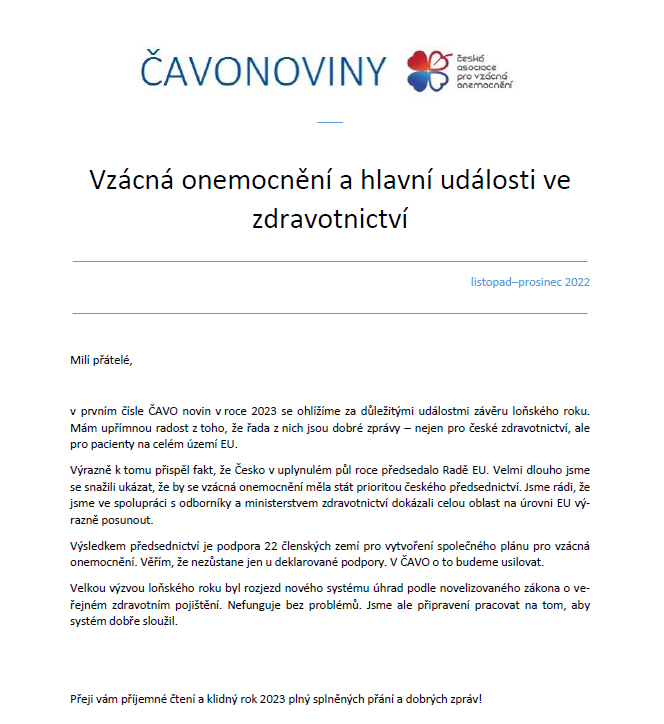 ČAVONOVINY
česká
asociace
pro vzácná
onemocnění
Vzácná onemocnění a hlavní události ve
zdravotnictví
listopad–prosinec 2022
Milí přátelé,
v prvním čísle ČAVO novin v roce 2023 se ohlížíme za důležitými událostmi závěru loňského roku.
Mám upřímnou radost z toho, že řada z nich jsou dobré zprávy – nejen pro české zdravotnictví, ale
pro pacienty na celém území EU.
Výrazně k tomu přispěl fakt, že Česko v uplynulém půl roce předsedalo Radě EU. Velmi dlouho jsme
se snažili ukázat, že by se vzácná onemocnění měla stát prioritou českého předsednictví. Jsme rádi, že
jsme ve spolupráci s odborníky a ministerstvem zdravotnictví dokázali celou oblast na úrovni EU vý-
razně posunout.
Výsledkem předsednictví je podpora 22 členských zemí pro vytvoření společného plánu pro vzácná
onemocnění. Věřím, že nezůstane jen u deklarované podpory. V ČAVO o to budeme usilovat.
Velkou výzvou loňského roku byl rozjezd nového systému úhrad podle novelizovaného zákona o ve-
řejném zdravotním pojištění. Nefunguje bez problémů. Jsme ale připravení pracovat na tom, aby
systém dobře sloužil.
Přeji vám příjemné čtení a klidný rok 2023 plný splněných přání a dobrých zpráv!